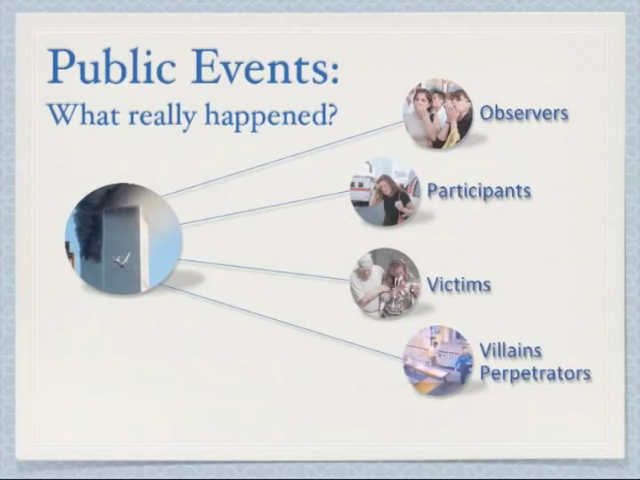 Public Events:
What really happened?
Observers
Participants
Victims
Villains
Perpetrators